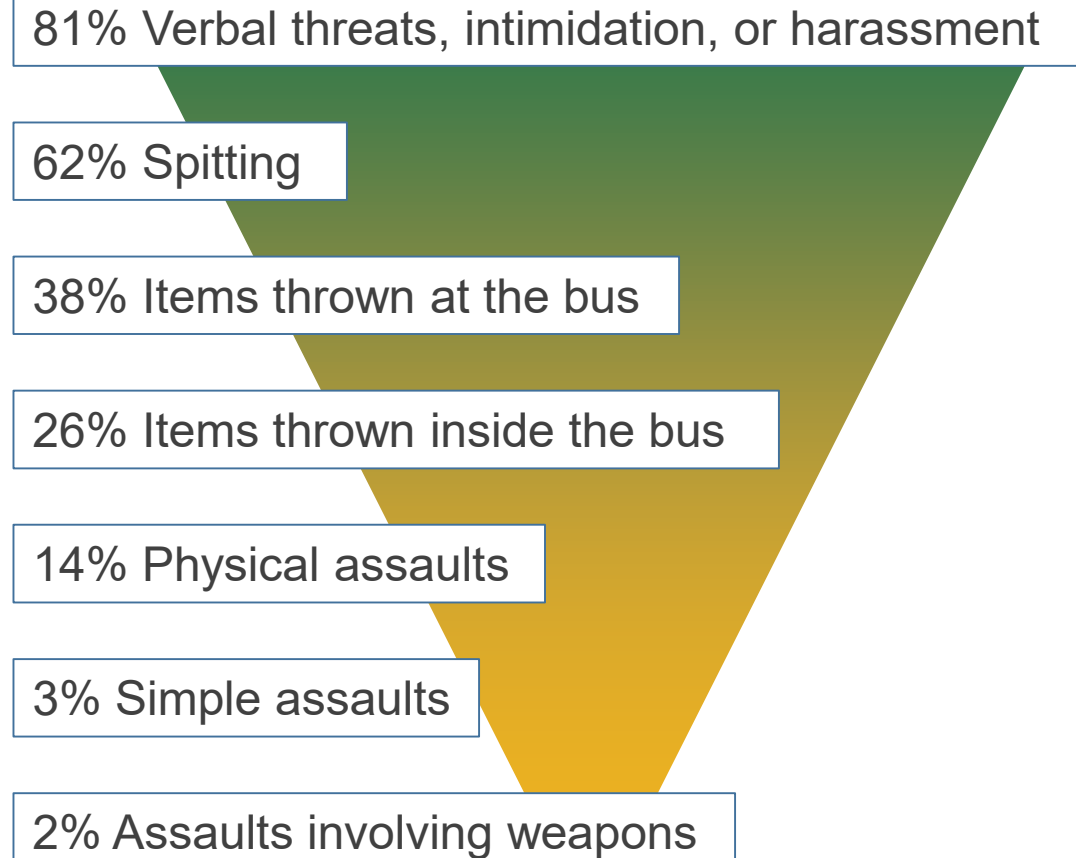 81% Verbal threats, intimidation, or harassment
62% Spitting
38% Items thrown at the bus
26% Items thrown inside the bus
14% Physical assaults
3% Simple assaults
2% Assaults involving weapons